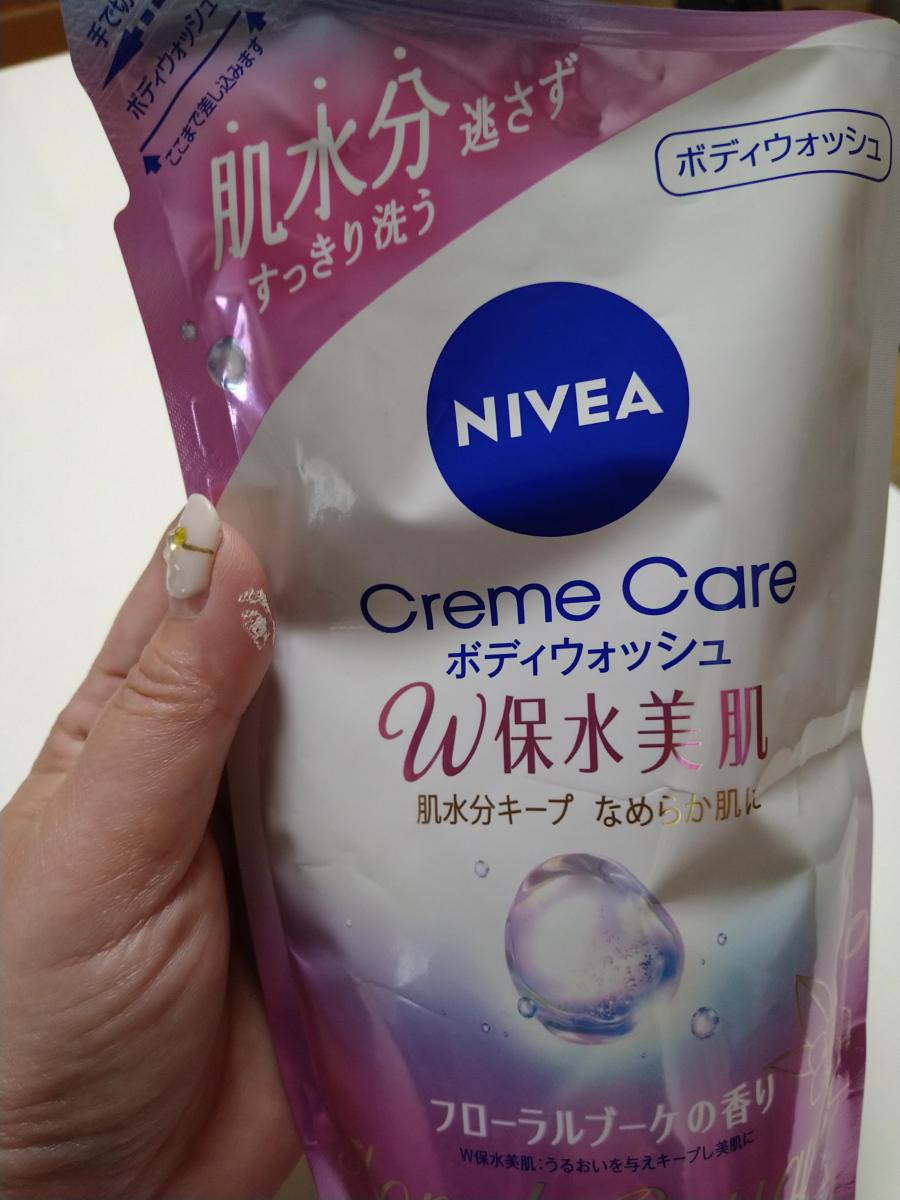 手で切
ボディウォッシュ
ここまで差し込みます
肌水分 逃さず
すっきり洗う
ボディウォッシュ
NIVEA
Creme Care
ボディウォッシュ
W保水美肌
肌水分キープ なめらか肌に
フローラルブーケの香り
W保水美肌:うるおいを与えキープし美肌に